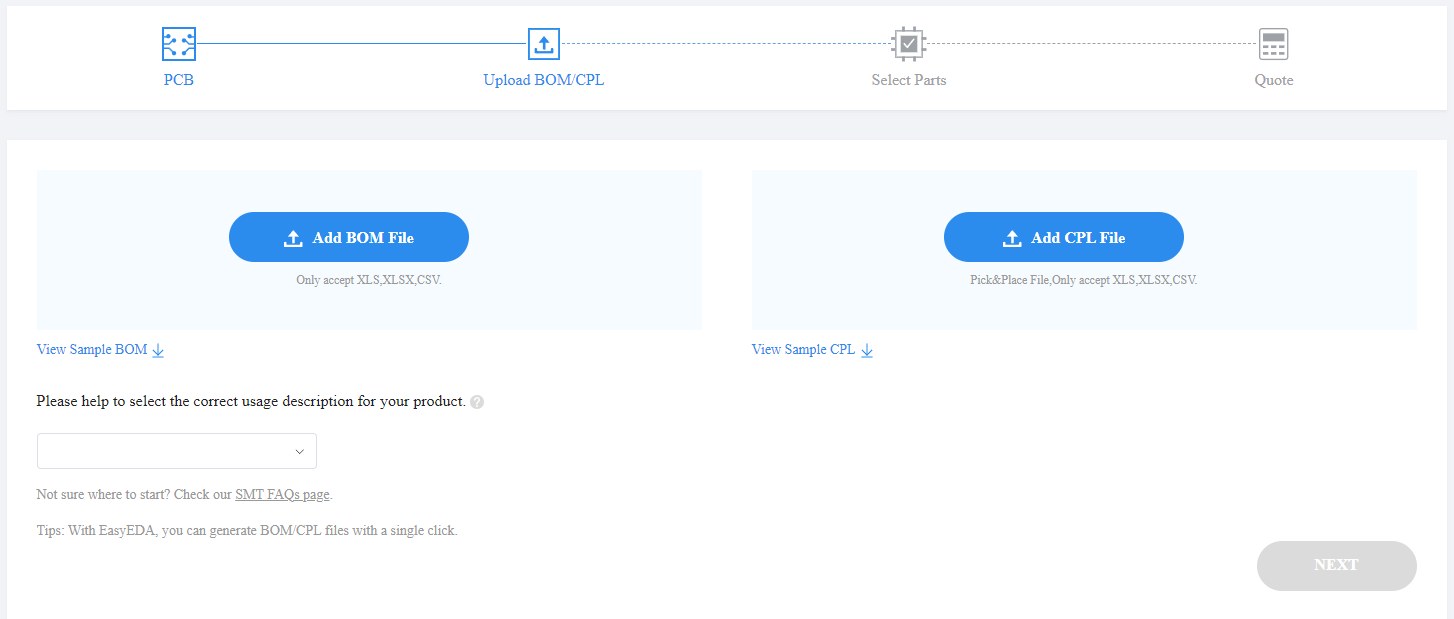 PCB
Upload BOM/CPL
Select Parts
Quote
Add BOM File
Only accept XLS,XLSX,CSV.
Add CPL File
Pick&Place File,Only accept XLS,XLSX,CSV.
View Sample BOM
View Sample CPL
Please help to select the correct usage description for your product. ?
Not sure where to start? Check our SMT FAQs page.
Tips: With EasyEDA, you can generate BOM/CPL files with a single click.
NEXT